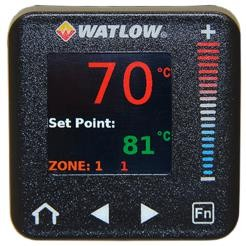 WATLOW®
70°C
Set Point:
81°C
ZONE: 1 1
Fn